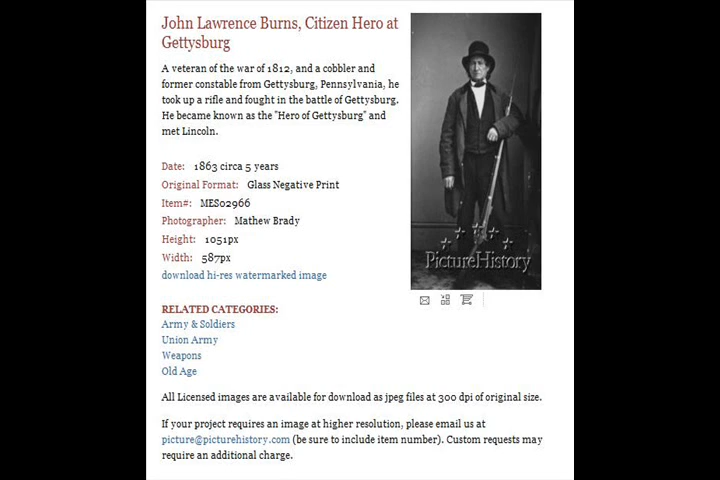 John Lawrence Burns, Citizen Hero at
Gettysburg
A veteran of the war of 1812, and a cobbler and
former constable from Gettysburg, Pennsylvania, he
took up a rifle and fought in the battle of Gettysburg.
He became known as the "Hero of Gettysburg" and
met Lincoln.
Date: 1863 circa 5 years
Original Format: Glass Negative Print
Item#: MES02966
Photographer: Mathew Brady
Height: 1051px
Width: 587px
download hi-res watermarked image
PictureHistory
RELATED CATEGORIES:
Army & Soldiers
Union Army
Weapons
Old Age
All Licensed images are available for download as jpeg files at 300 dpi of original size.
If your project requires an image at higher resolution, please email us at
picture@picturehistory.com (be sure to include item number). Custom requests may
require an additional charge.